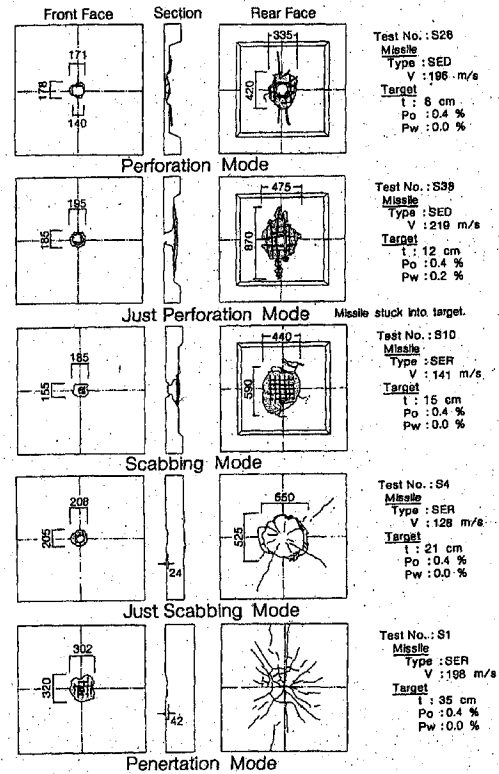 Front Face
Section
Rear Face
171
178
140
335
420
Test No. : S26
Missile
Type : SED
V : 196 m/s
Target
t : 6 cm
Po : 0.4 %
Pw : 0.0 %
Perforation Mode
195
185
475
870
Test No. : S38
Missile
Type : SED
V : 219 m/s
Target
t : 12 cm
Po : 0.4 %
Pw : 0.2 %
Just Perforation Mode
Missile stuck into target.
185
155
440
590
Test No. : S10
Missile
Type : SER
V : 141 m/s
Target
t : 15 cm
Po : 0.4 %
Pw : 0.0 %
Scabbing Mode
208
205
24
550
525
Test No. : S4
Missile
Type : SER
V : 128 m/s
Target
t : 21 cm
Po : 0.4 %
Pw : 0.0 %
Just Scabbing Mode
302
320
42
Test No. : S1
Missile
Type : SER
V : 198 m/s
Target
t : 35 cm
Po : 0.4 %
Pw : 0.0 %
Penertation Mode